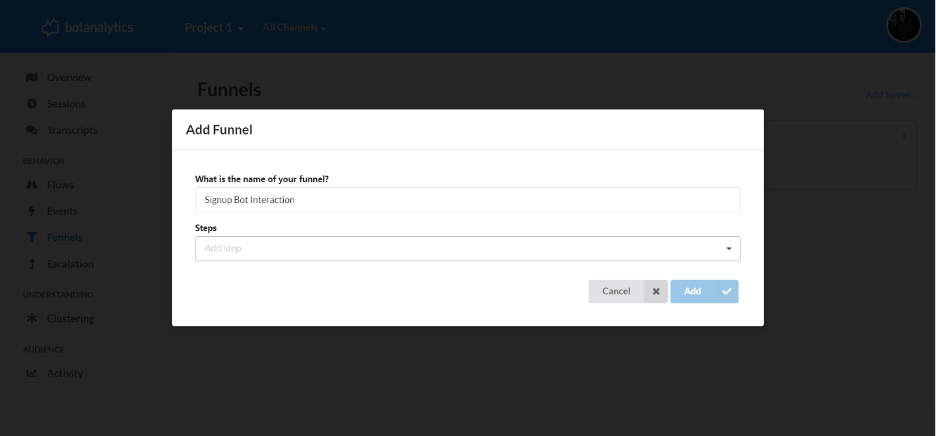 botanalytics
Project 1
All Channels
Overview
Sessions
Transcripts
BEHAVIOR
Flows
Events
Funnels
Escalation
UNDERSTANDING
Clustering
AUDIENCE
Activity
Funnels
Add funnel...
Add Funnel
What is the name of your funnel?
Signup Bot Interaction
Steps
Add step
Cancel
Add